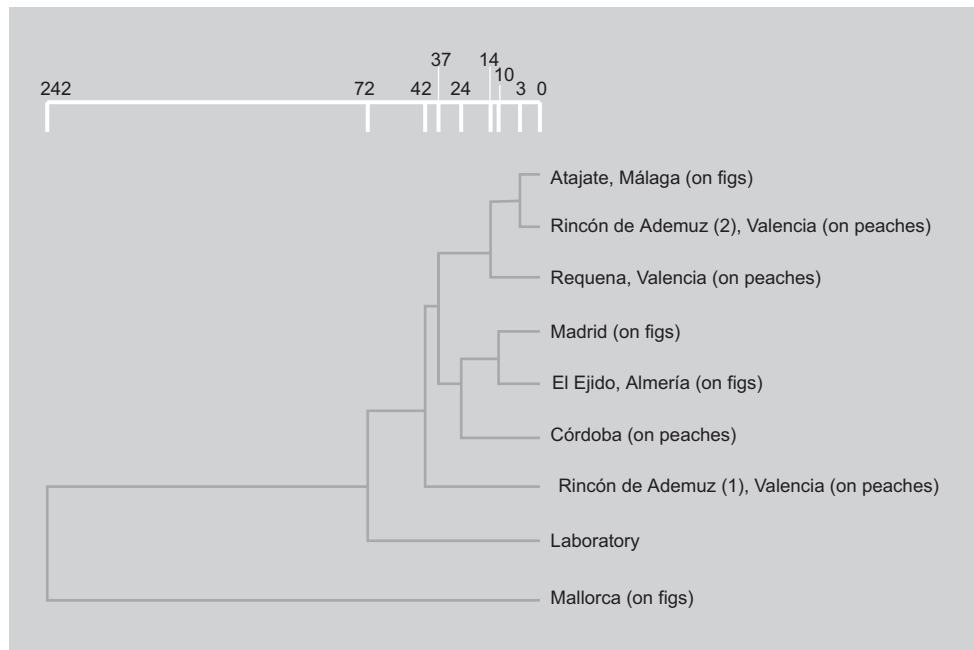 37 14
10
242 72 42 24 3 0
Atajate, Málaga (on figs)
Rincón de Ademuz (2), Valencia (on peaches)
Requena, Valencia (on peaches)
Madrid (on figs)
El Ejido, Almería (on figs)
Córdoba (on peaches)
Rincón de Ademuz (1), Valencia (on peaches)
Laboratory
Mallorca (on figs)